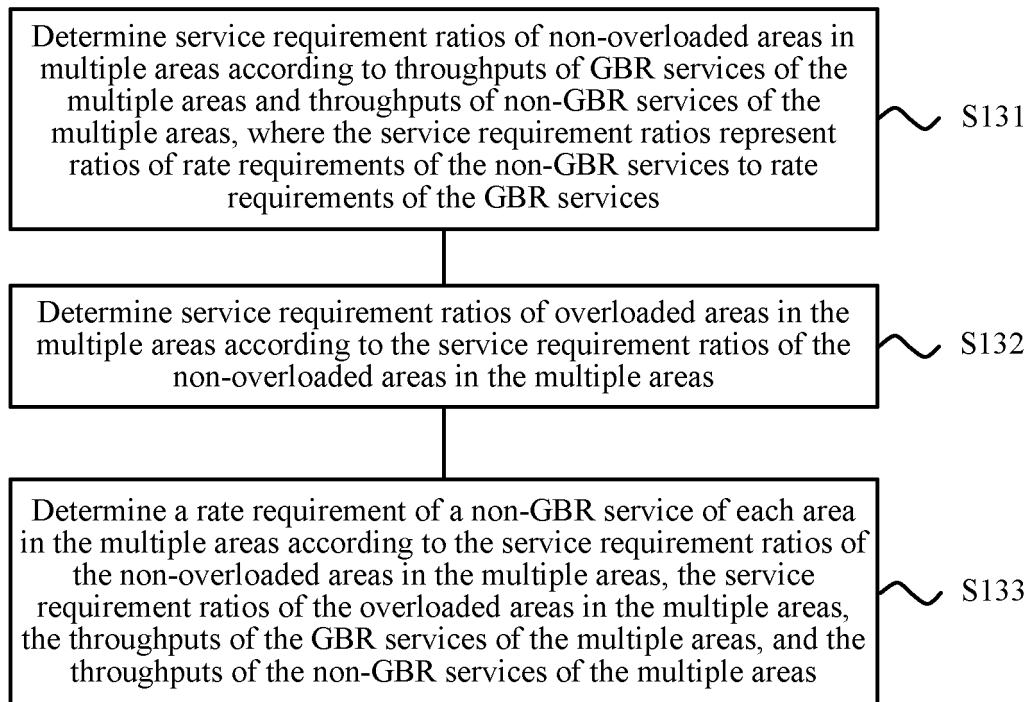 Determine service requirement ratios of non-overloaded areas in
multiple areas according to throughputs of GBR services of the
multiple areas and throughputs of non-GBR services of the
multiple areas, where the service requirement ratios represent
ratios of rate requirements of the non-GBR services to rate
requirements of the GBR services
S131
Determine service requirement ratios of overloaded areas in the
multiple areas according to the service requirement ratios of the
non-overloaded areas in the multiple areas
S132
Determine a rate requirement of a non-GBR service of each area
in the multiple areas according to the service requirement ratios of
the non-overloaded areas in the multiple areas, the service
requirement ratios of the overloaded areas in the multiple areas,
the throughputs of the GBR services of the multiple areas, and the
throughputs of the non-GBR services of the multiple areas
S133